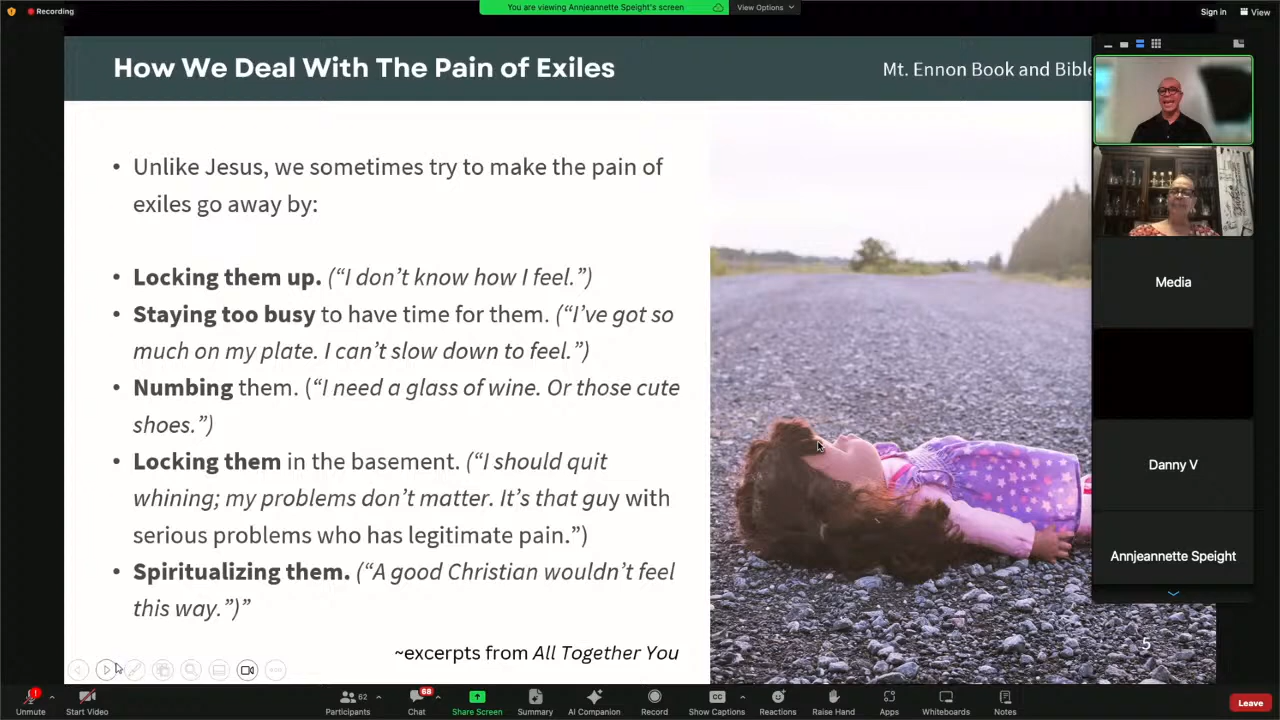 Recording
You are viewing Annjeannette Speight's screen
View Options
Sign in
View
How We Deal With The Pain of Exiles
Mt. Ennon Book and Bible
• Unlike Jesus, we sometimes try to make the pain of
exiles go away by:
• Locking them up. (“I don’t know how I feel.”)
• Staying too busy to have time for them. (“I’ve got so
much on my plate. I can’t slow down to feel.”)
• Numbing them. (“I need a glass of wine. Or those cute
shoes.”)
• Locking them in the basement. (“I should quit
whining; my problems don’t matter. It’s that guy with
serious problems who has legitimate pain.”)
• Spiritualizing them. (“A good Christian wouldn’t feel
this way.”)”
~excerpts from All Together You
5
Media
Danny V
Annjeannette Speight
Unmute
Start Video
Participants
62
Chat
68
Share Screen
Summary
AI Companion
Record
CC
Show Captions
Reactions
Raise Hand
Apps
Whiteboards
Notes
Leave